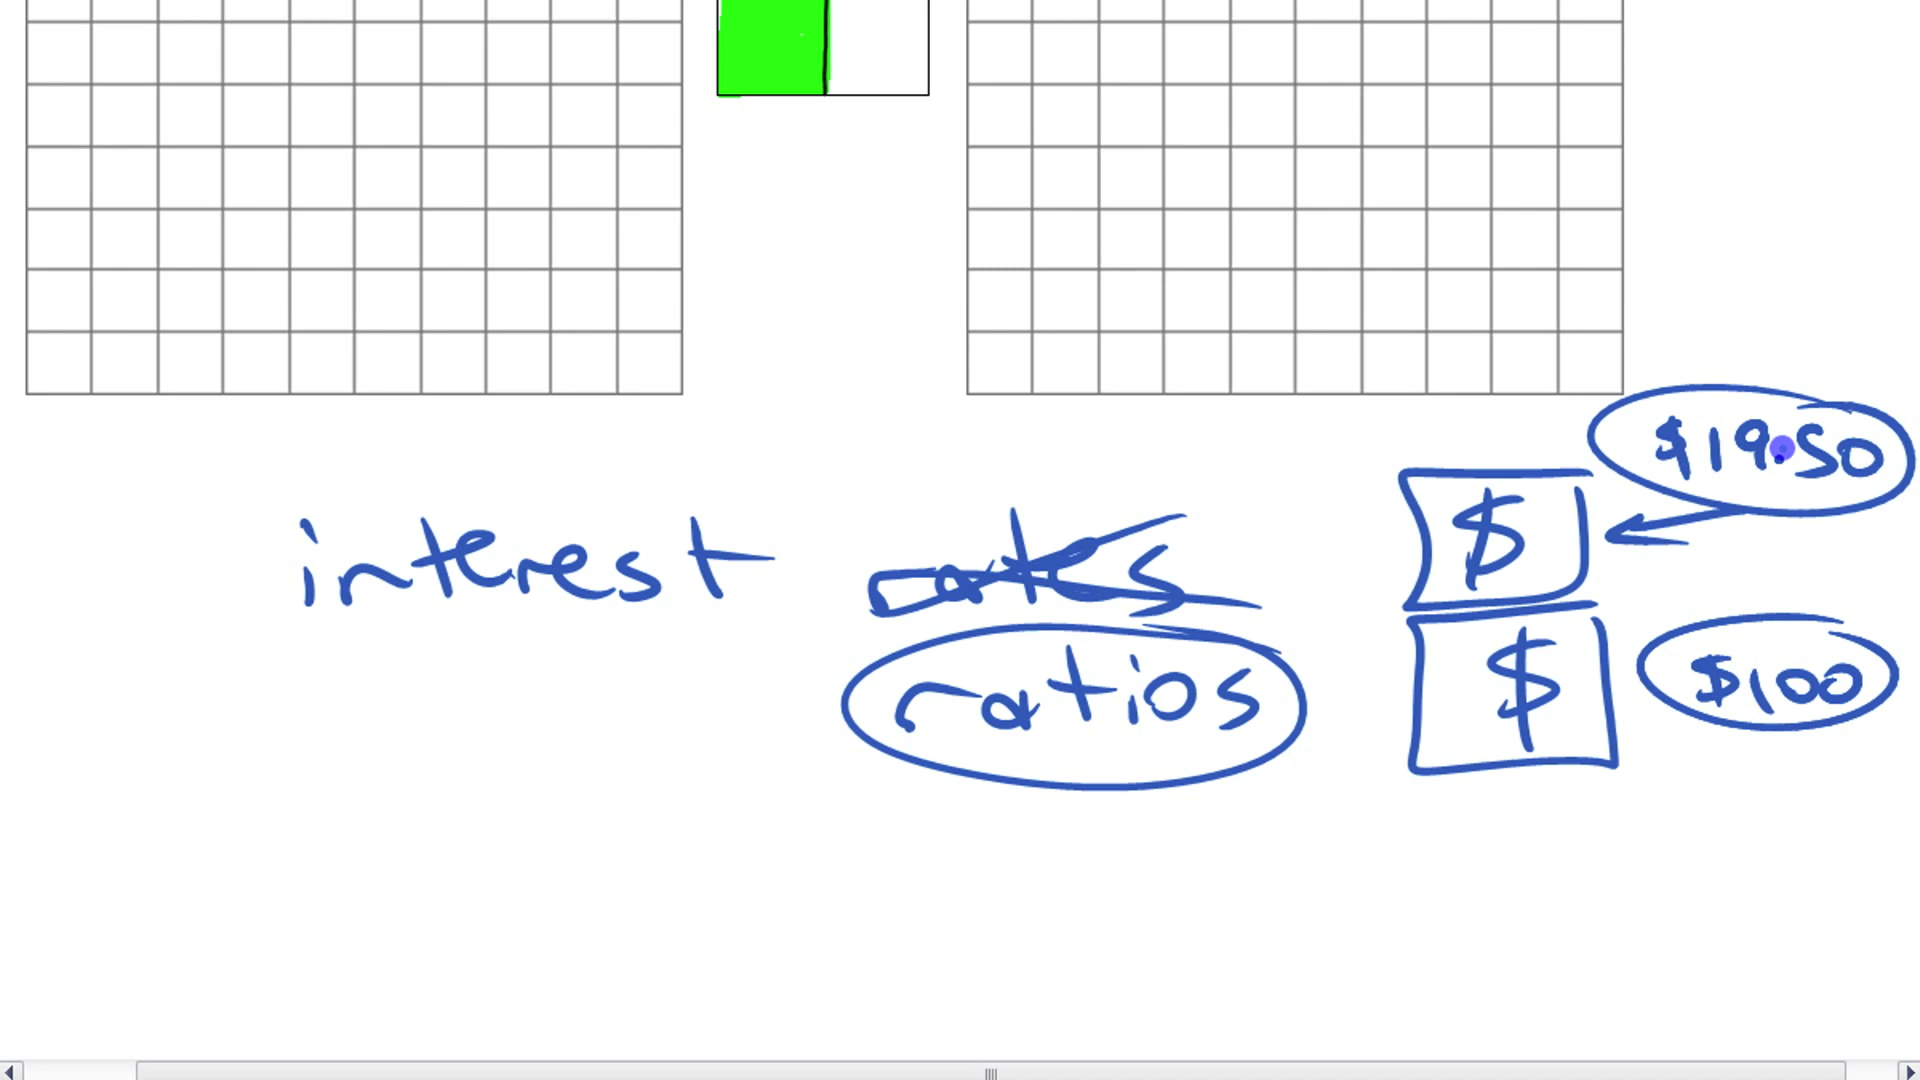 interest rates
ratios
$ $19.50
$ $100